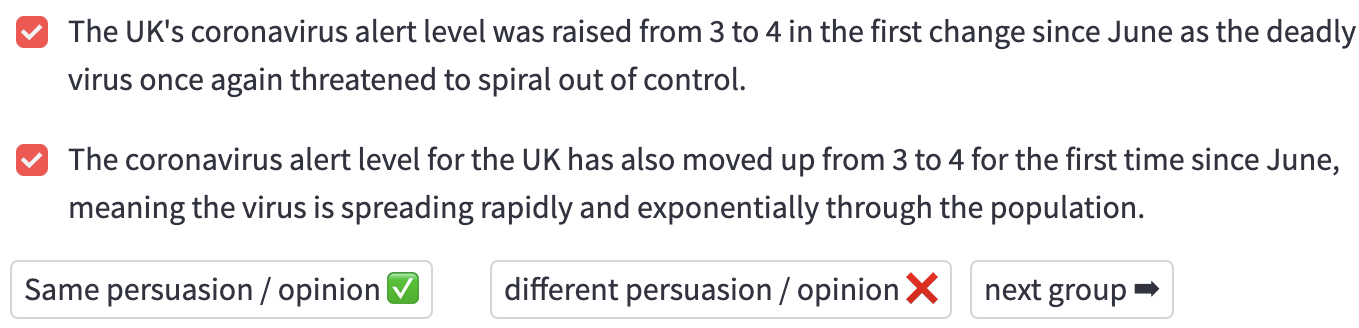 The UK's coronavirus alert level was raised from 3 to 4 in the first change since June as the deadly
virus once again threatened to spiral out of control.
The coronavirus alert level for the UK has also moved up from 3 to 4 for the first time since June,
meaning the virus is spreading rapidly and exponentially through the population.
Same persuasion / opinion ✅ different persuasion / opinion ❌ next group ➡